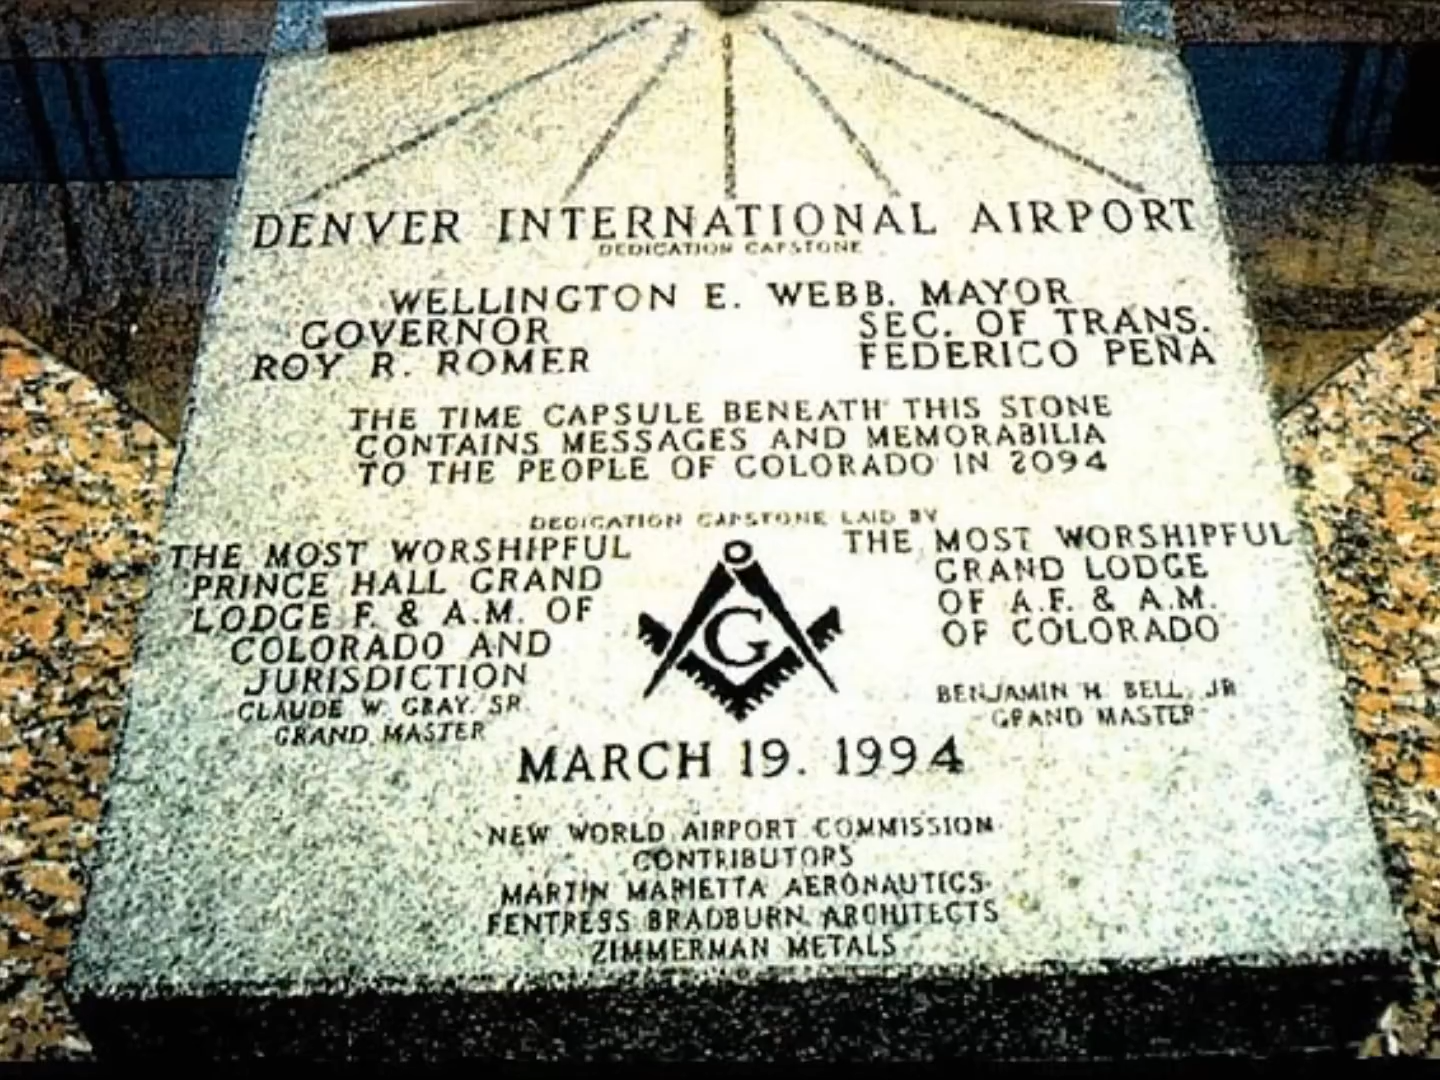 DENVER INTERNATIONAL AIRPORT
DEDICATION CAPSTONE
WELLINGTON E. WEBB. MAYOR
GOVERNOR
ROY R. ROMER
SEC. OF TRANS.
FEDERICO PEÑA
THE TIME CAPSULE BENEATH THIS STONE
CONTAINS MESSAGES AND MEMORABILIA
TO THE PEOPLE OF COLORADO IN 2094
DEDICATION CAPSTONE LAID BY
THE MOST WORSHIPFUL
PRINCE HALL GRAND
LODGE F. & A.M. OF
COLORADO AND
JURISDICTION
CLAUDE W. GRAY, SR.
GRAND MASTER
G
THE MOST WORSHIPFUL
GRAND LODGE
OF A.F. & A.M.
OF COLORADO
BENJAMIN H. BELL, JR.
GRAND MASTER
MARCH 19. 1994
NEW WORLD AIRPORT COMMISSION
CONTRIBUTORS
MARTIN MARIETTA AERONAUTICS
FENTRESS BRADBURN ARCHITECTS
ZIMMERMAN METALS